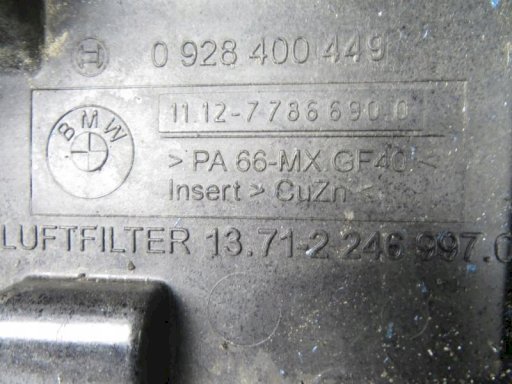 0 928 400 449
BMW
11.12-7 786 690.0
> PA 66-MX GF40 <
Insert > CuZn <
LUFTFILTER 13.71-2 246 997.0